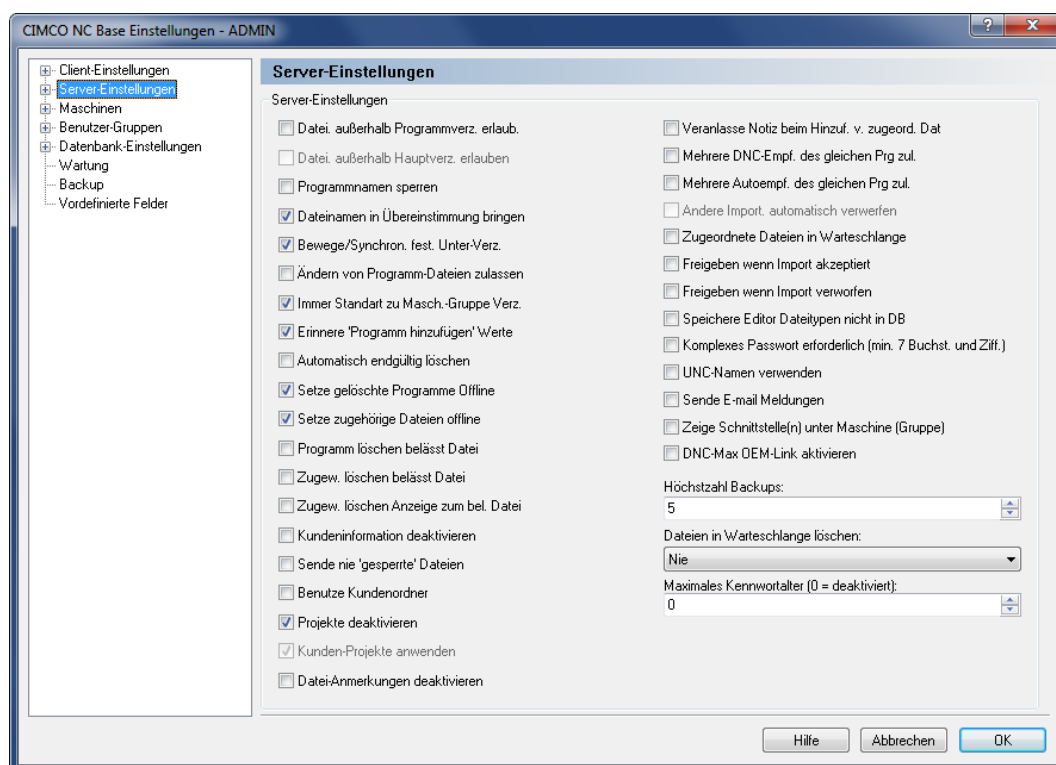 CIMCO NC Base Einstellungen - ADMIN
Client-Einstellungen
Server-Einstellungen
Maschinen
Benutzer-Gruppen
Datenbank-Einstellungen
Wartung
Backup
Vordefinierte Felder
Server-Einstellungen
Server-Einstellungen
Datei. außerhalb Programmverz. erlaub.
Datei. außerhalb Hauptverz. erlauben
Programmnamen sperren
Dateinamen in Übereinstimmung bringen
Bewege/Synchron. fest. Unter-Verz.
Ändern von Programm-Dateien zulassen
Immer Standart zu Masch.-Gruppe Verz.
Erinnere 'Programm hinzufügen' Werte
Automatisch endgültig löschen
Setze gelöschte Programme Offline
Setze zugehörige Dateien offline
Programm löschen belässt Datei
Zugew. löschen belässt Datei
Zugew. löschen Anzeige zum bel. Datei
Kundeninformation deaktivieren
Sende nie 'gesperrte' Dateien
Benutze Kundenordner
Projekte deaktivieren
Kunden-Projekte anwenden
Datei-Anmerkungen deaktivieren
Veranlasse Notiz beim Hinzuf. v. zugeord. Dat
Mehrere DNC-Empf. des gleichen Prg zul.
Mehrere Autoempf. des gleichen Prg zul.
Andere Import. automatisch verwerfen
Zugeordnete Dateien in Warteschlange
Freigeben wenn Import akzeptiert
Freigeben wenn Import verworfen
Speichere Editor Dateitypen nicht in DB
Komplexes Passwort erforderlich (min. 7 Buchst. und Ziff.)
UNC-Namen verwenden
Sende E-mail Meldungen
Zeige Schnittstelle(n) unter Maschine (Gruppe)
DNC-Max OEM-Link aktivieren
Höchstzahl Backups:
5
Dateien in Warteschlange löschen:
Nie
Maximales Kennwortalter (0 = deaktiviert):
0
Hilfe
Abbrechen
OK